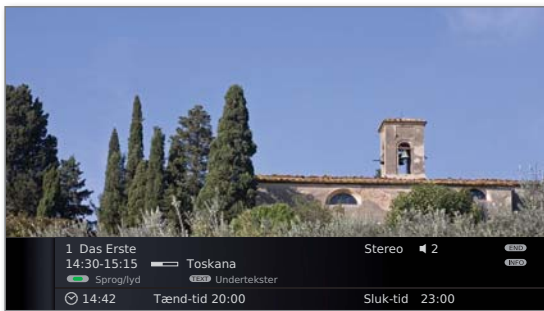 1 Das Erste Stereo 2 END
14:30-15:15 Toskana INFO
Sprog/lyd TEXT Undertekster
14:42 Tænd-tid 20:00 Sluk-tid 23:00